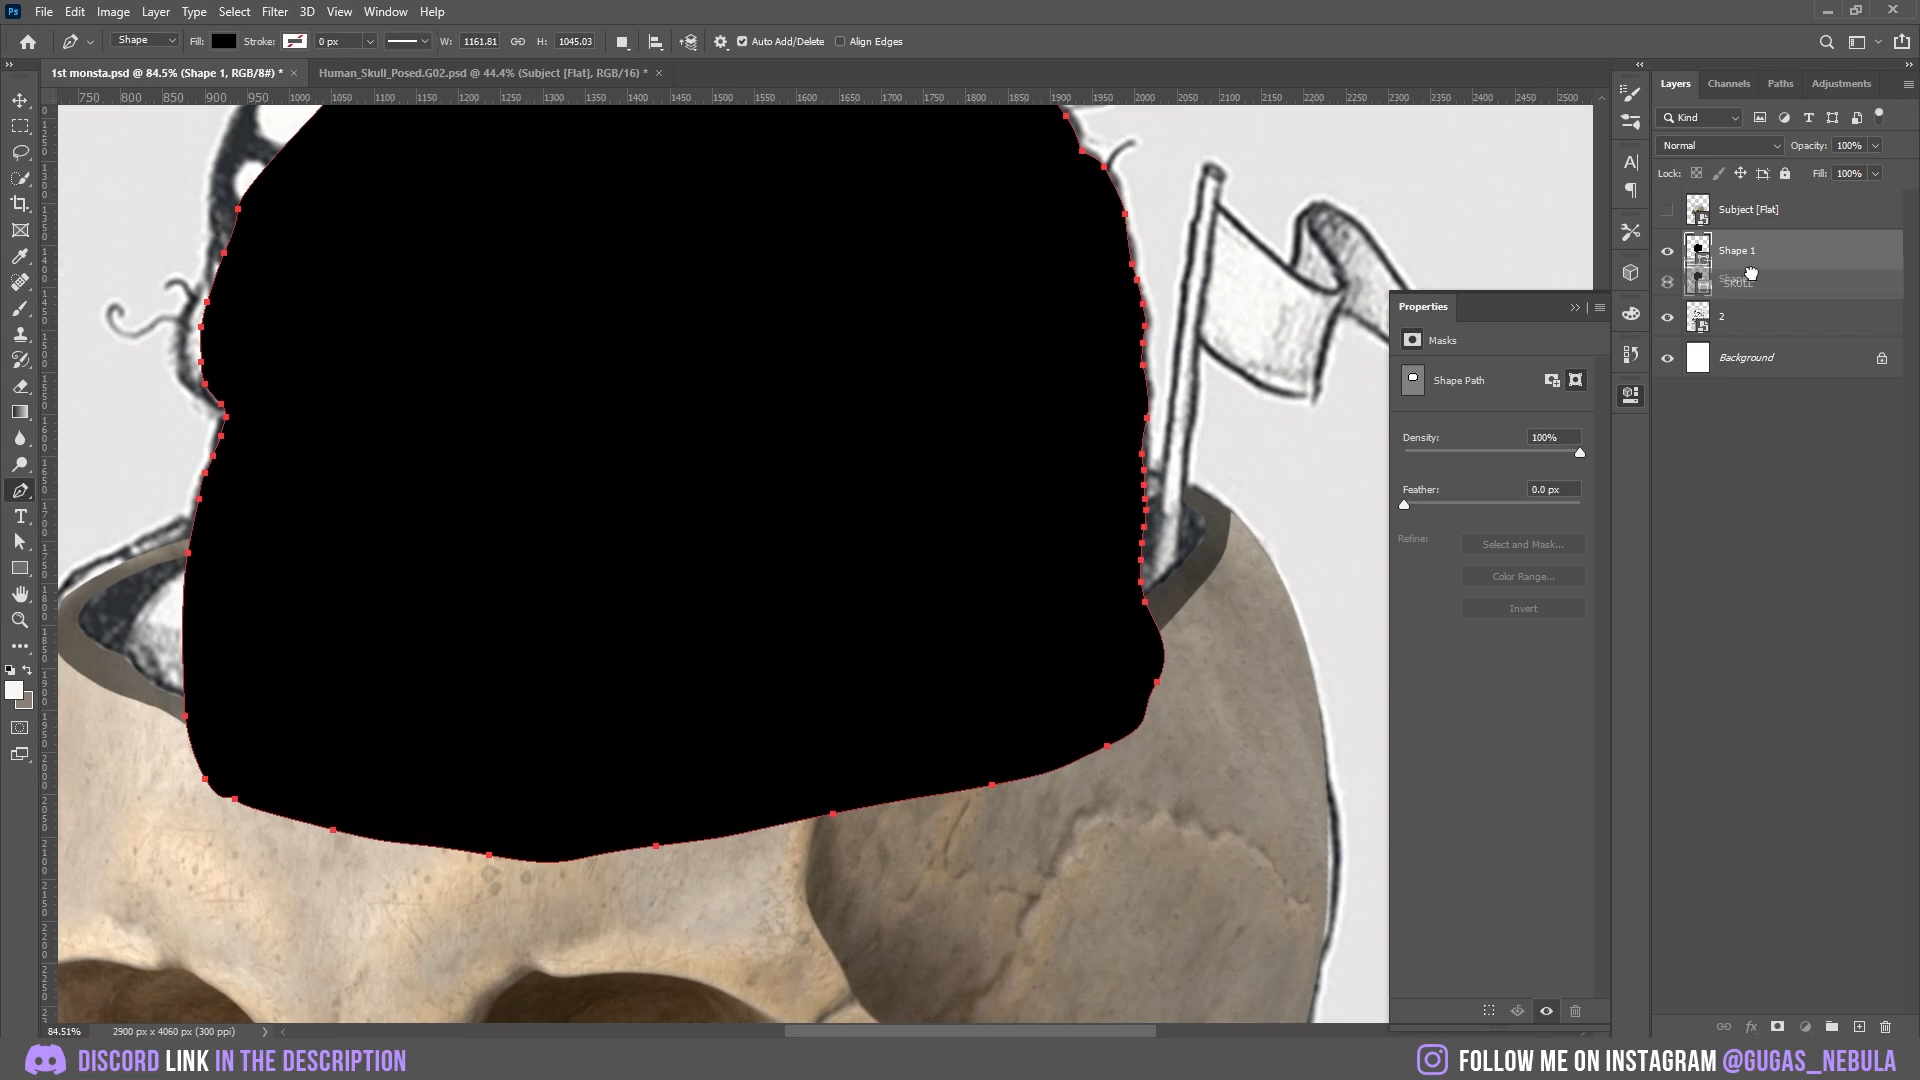 File Edit Image Layer Type Select Filter 3D View Window Help
Shape Fill: Stroke: 0 px W: 1161.81 H: 1045.03 Auto Add/Delete Align Edges
1st monsta.psd @ 84.5% (Shape 1, RGB/8#) * Human_Skull_Posed.G02.psd @ 44.4% (Subject [Flat], RGB/16) *
750 800 850 900 950 1000 1050 1100 1150 1200 1250 1300 1350 1400 1450 1500 1550 1600 1650 1700 1750 1800 1850 1900 1950 2000 2050 2100 2150 2200 2250 2300 2350 2400 2450 2500
Layers Channels Paths Adjustments
Kind
Normal Opacity: 100%
Lock: Fill: 100%
Subject [Flat]
Shape 1
SKULL
2
Background
Properties
Masks
Shape Path
Density: 100%
Feather: 0.0 px
Refine: Select and Mask...
Color Range...
Invert
84.51% 2900 px x 4060 px (300 ppi)
DISCORD LINK IN THE DESCRIPTION
FOLLOW ME ON INSTAGRAM @GUGAS_NEBULA